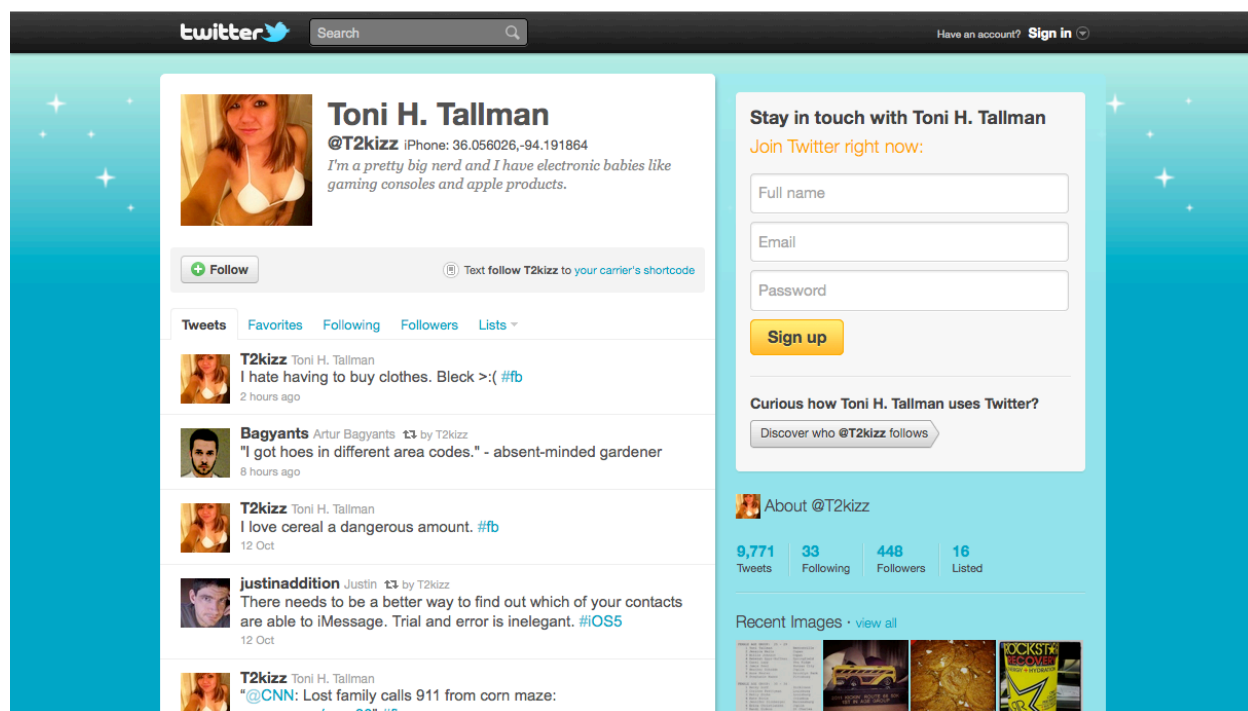 twitter
Search
Have an account? Sign in
Toni H. Tallman
@T2kizz iPhone: 36.056026,-94.191864
I'm a pretty big nerd and I have electronic babies like
gaming consoles and apple products.
Follow
Text follow T2kizz to your carrier's shortcode
Tweets Favorites Following Followers Lists
T2kizz Toni H. Tallman
I hate having to buy clothes. Bleck >:( #fb
2 hours ago
Bagyants Artur Bagyants by T2kizz
"I got hoes in different area codes." - absent-minded gardener
8 hours ago
T2kizz Toni H. Tallman
I love cereal a dangerous amount. #fb
12 Oct
justinaddition Justin by T2kizz
There needs to be a better way to find out which of your contacts
are able to iMessage. Trial and error is inelegant. #iOS5
12 Oct
T2kizz Toni H. Tallman
"@CNN: Lost family calls 911 from corn maze:
Stay in touch with Toni H. Tallman
Join Twitter right now:
Full name
Email
Password
Sign up
Curious how Toni H. Tallman uses Twitter?
Discover who @T2kizz follows
About @T2kizz
9,771 33 448 16
Tweets Following Followers Listed
Recent Images · view all
ROCKST
RECOVER